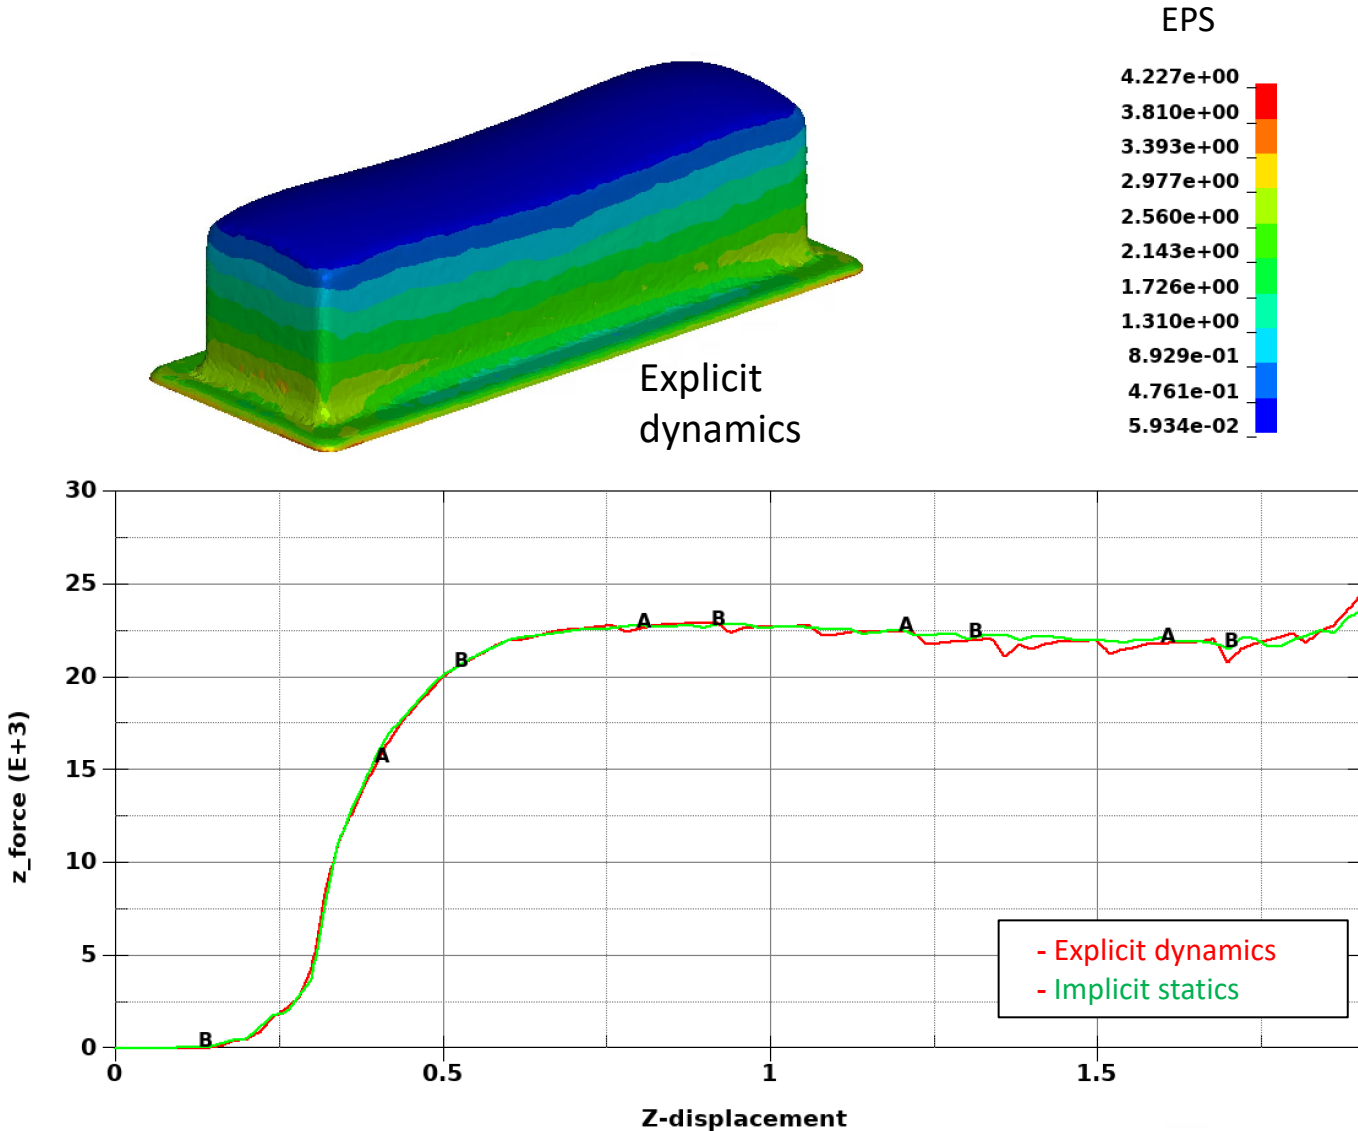 EPS
4.227e+00
3.810e+00
3.393e+00
2.977e+00
2.560e+00
2.143e+00
1.726e+00
1.310e+00
8.929e-01
4.761e-01
5.934e-02
Explicit
dynamics
30
25
20
15
10
5
0
z_force (E+3)
A
B
A
B
A
B
A
B
B
- Explicit dynamics
- Implicit statics
0
0.5
1
1.5
Z-displacement